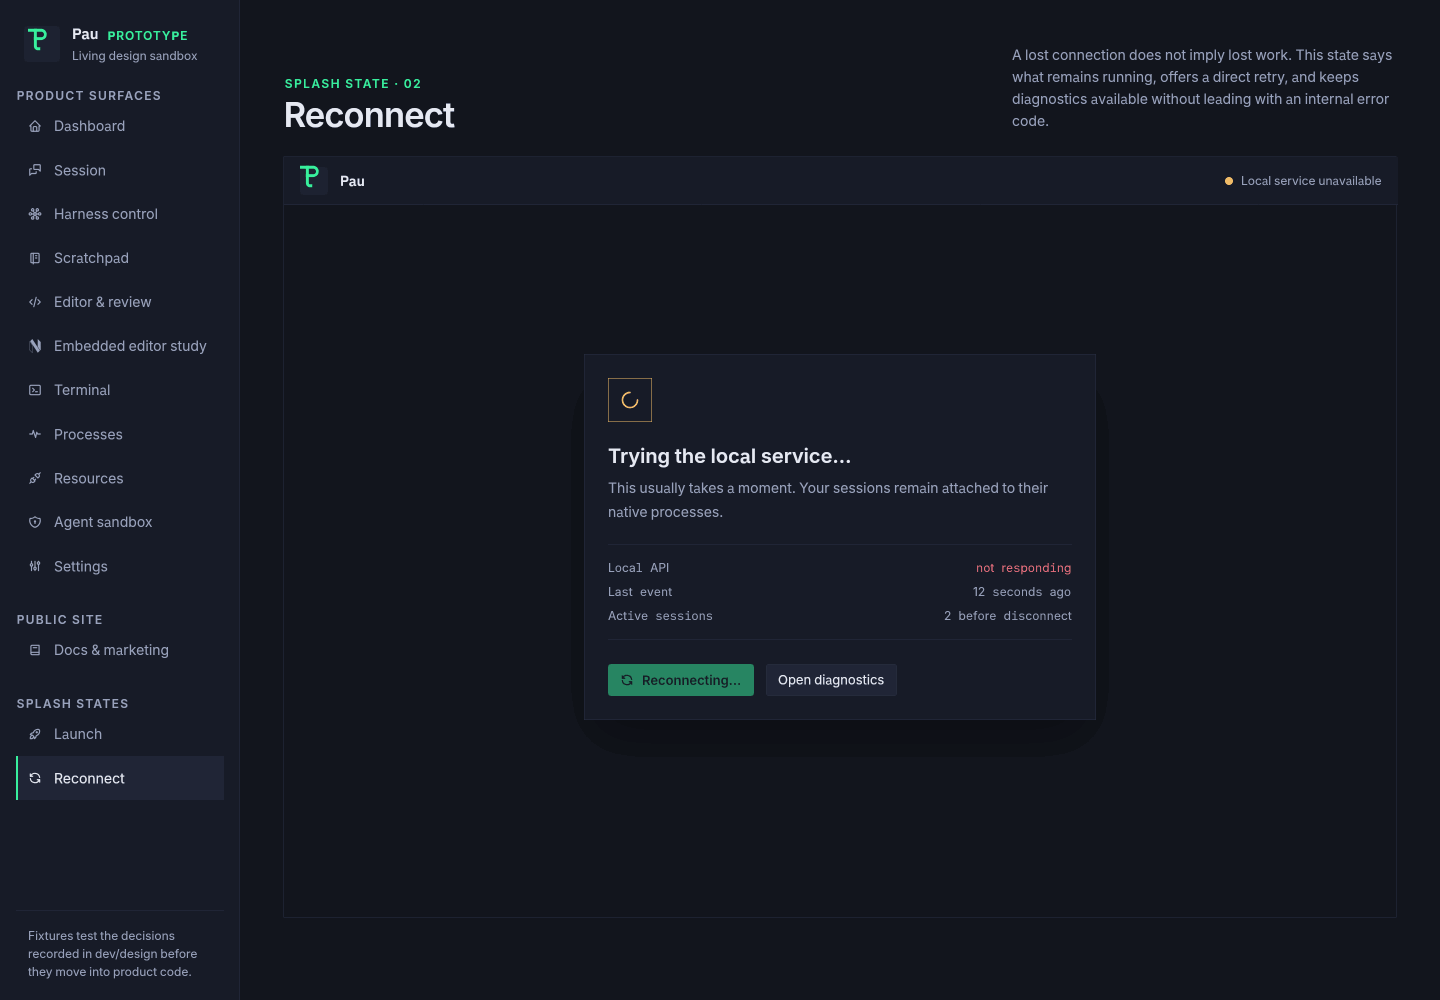 Pau PROTOTYPE
Living design sandbox
PRODUCT SURFACES
Dashboard
Session
Harness control
Scratchpad
Editor & review
Embedded editor study
Terminal
Processes
Resources
Agent sandbox
Settings
PUBLIC SITE
Docs & marketing
SPLASH STATES
Launch
Reconnect
Fixtures test the decisions
recorded in dev/design before
they move into product code.
SPLASH STATE · 02
Reconnect
A lost connection does not imply lost work. This state says
what remains running, offers a direct retry, and keeps
diagnostics available without leading with an internal error
code.
Pau
Local service unavailable
Trying the local service…
This usually takes a moment. Your sessions remain attached to their
native processes.
Local API not responding
Last event 12 seconds ago
Active sessions 2 before disconnect
Reconnecting…
Open diagnostics